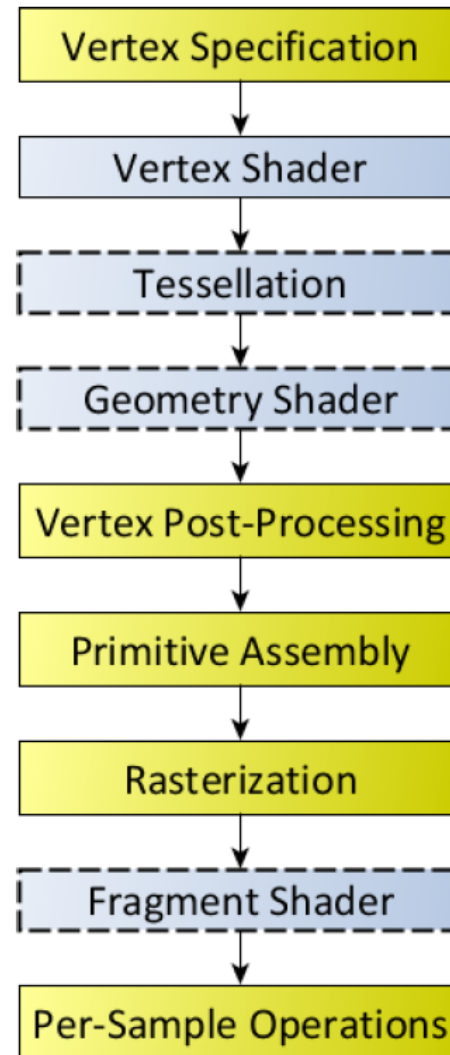 Vertex Specification
Vertex Shader
Tessellation
Geometry Shader
Vertex Post-Processing
Primitive Assembly
Rasterization
Fragment Shader
Per-Sample Operations